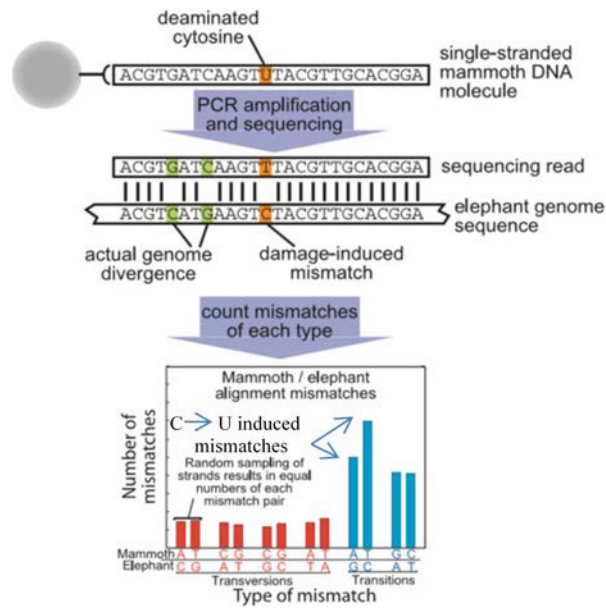 deaminated
cytosine
ACGTGATCAAGTUTACGTTGCACGGA
single-stranded
mammoth DNA
molecule
PCR amplification
and sequencing
ACGTGATCAAGTTTACGTTGCACGGA
sequencing read
ACGTCATGAAGTCTACGTTGCACGGA
elephant genome
sequence
actual genome
divergence
damage-induced
mismatch
count mismatches
of each type
Mammoth / elephant
alignment mismatches
C → U induced
mismatches
Random sampling of
strands results in equal
numbers of each
mismatch pair
Number of
mismatches
Mammoth A T C G C G A T A T G C
Elephant C G A T G C T A G C A T
Transversions Transitions
Type of mismatch